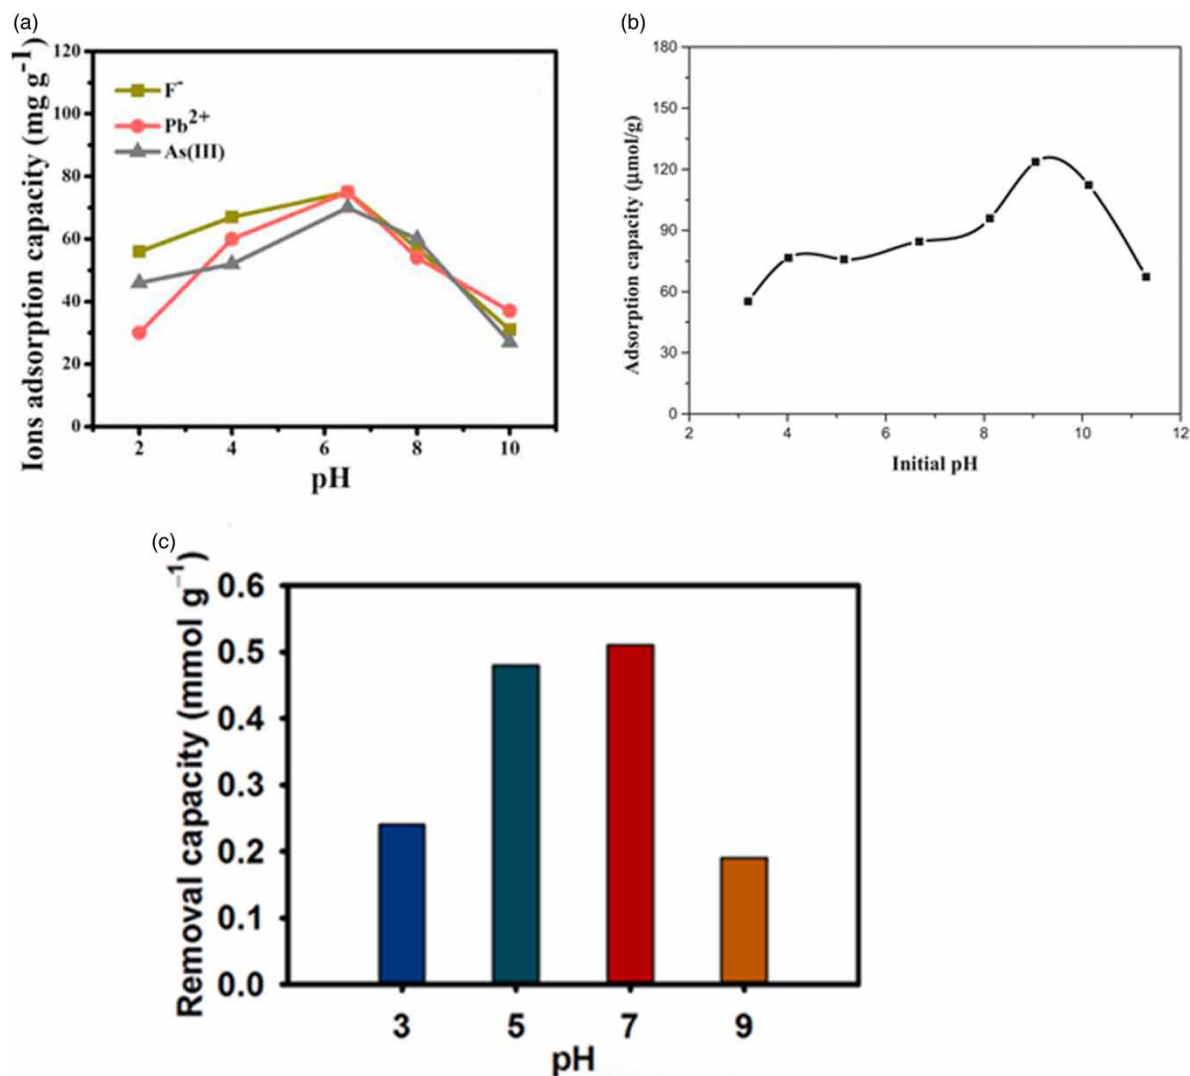 (a)
Ions adsorption capacity (mg g⁻¹)
120
100
80
60
40
20
0
F⁻
Pb²⁺
As(III)
2 4 6 8 10
pH
(b)
Adsorption capacity (μmol/g)
180
150
120
90
60
30
0
2 4 6 8 10 12
Initial pH
(c)
Removal capacity (mmol g⁻¹)
0.6
0.5
0.4
0.3
0.2
0.1
0.0
3 5 7 9
pH